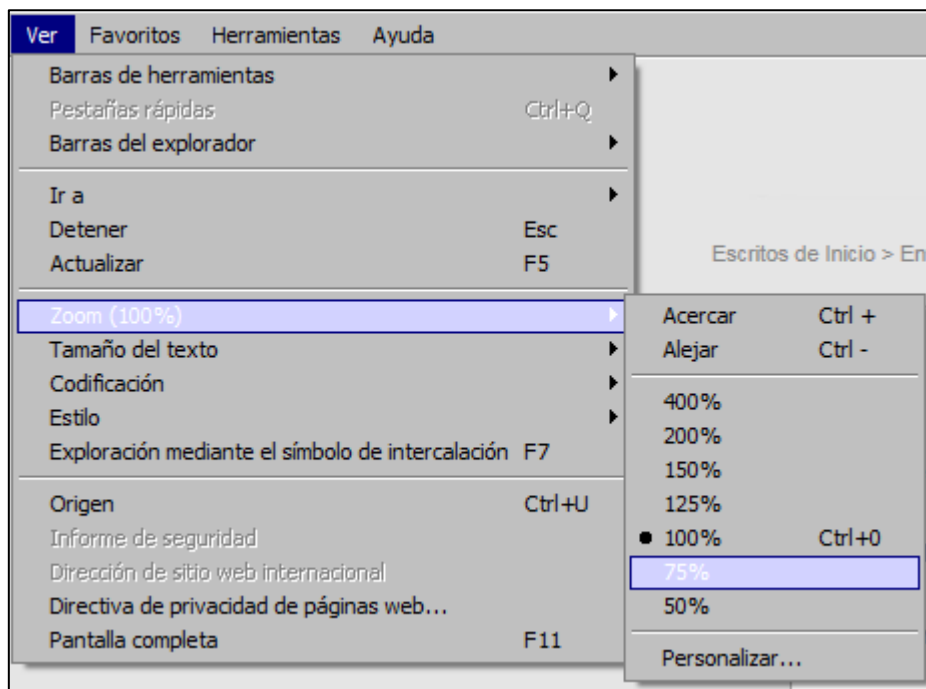 Ver Favoritos Herramientas Ayuda
Barras de herramientas
Pestañas rápidas Ctrl+Q
Barras del explorador
Ir a
Detener Esc
Actualizar F5
Escritos de Inicio > En
Zoom (100%)
Tamaño del texto
Codificación
Estilo
Exploración mediante el símbolo de intercalación F7
Origen Ctrl+U
Informe de seguridad
Dirección de sitio web internacional
Directiva de privacidad de páginas web...
Pantalla completa F11
Acercar Ctrl +
Alejar Ctrl -
400%
200%
150%
125%
100% Ctrl+0
75%
50%
Personalizar...